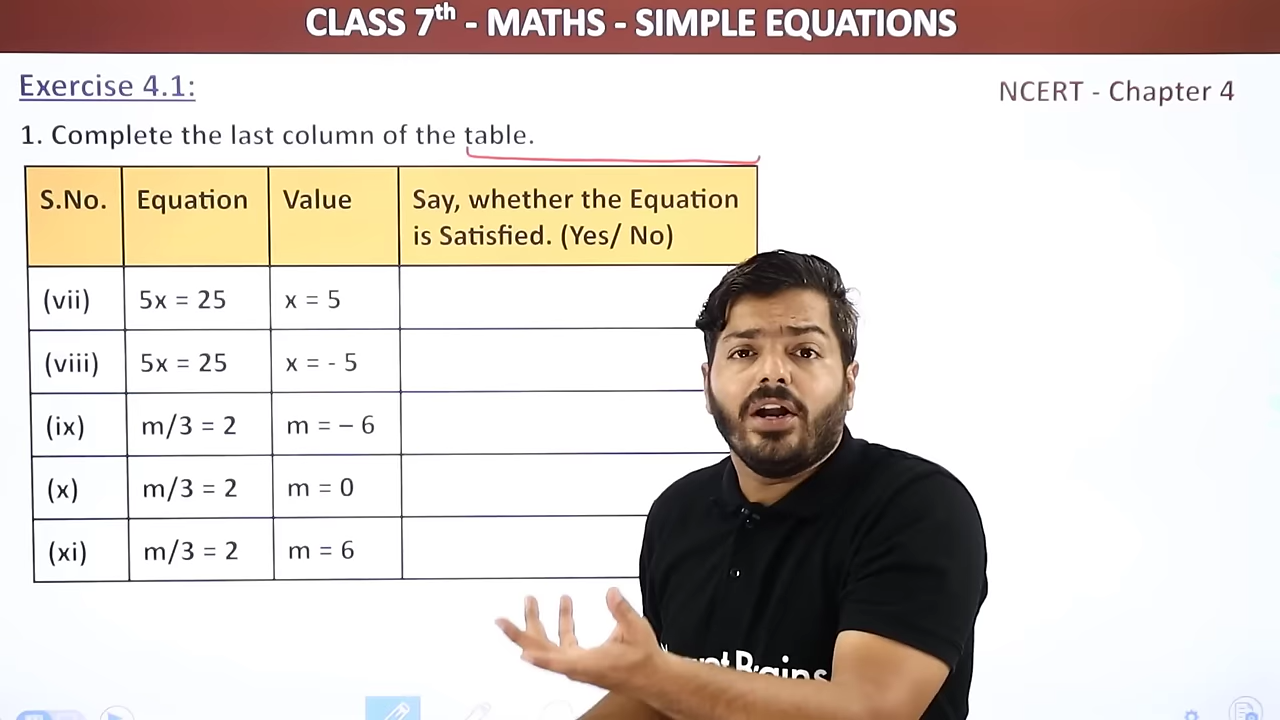 CLASS 7th - MATHS - SIMPLE EQUATIONS
Exercise 4.1:
NCERT - Chapter 4
1. Complete the last column of the table.
S.No. Equation Value Say, whether the Equation
is Satisfied. (Yes/ No)
(vii) 5x = 25 x = 5
(viii) 5x = 25 x = - 5
(ix) m/3 = 2 m = – 6
(x) m/3 = 2 m = 0
(xi) m/3 = 2 m = 6